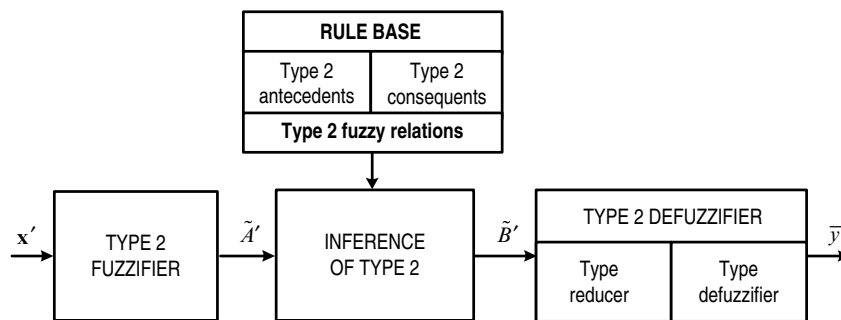 RULE BASE
Type 2
antecedents
Type 2
consequents
Type 2 fuzzy relations
x′
TYPE 2
FUZZIFIER
Ã′
INFERENCE
OF TYPE 2
B̃′
TYPE 2 DEFUZZIFIER
Type
reducer
Type
defuzzifier
y̅